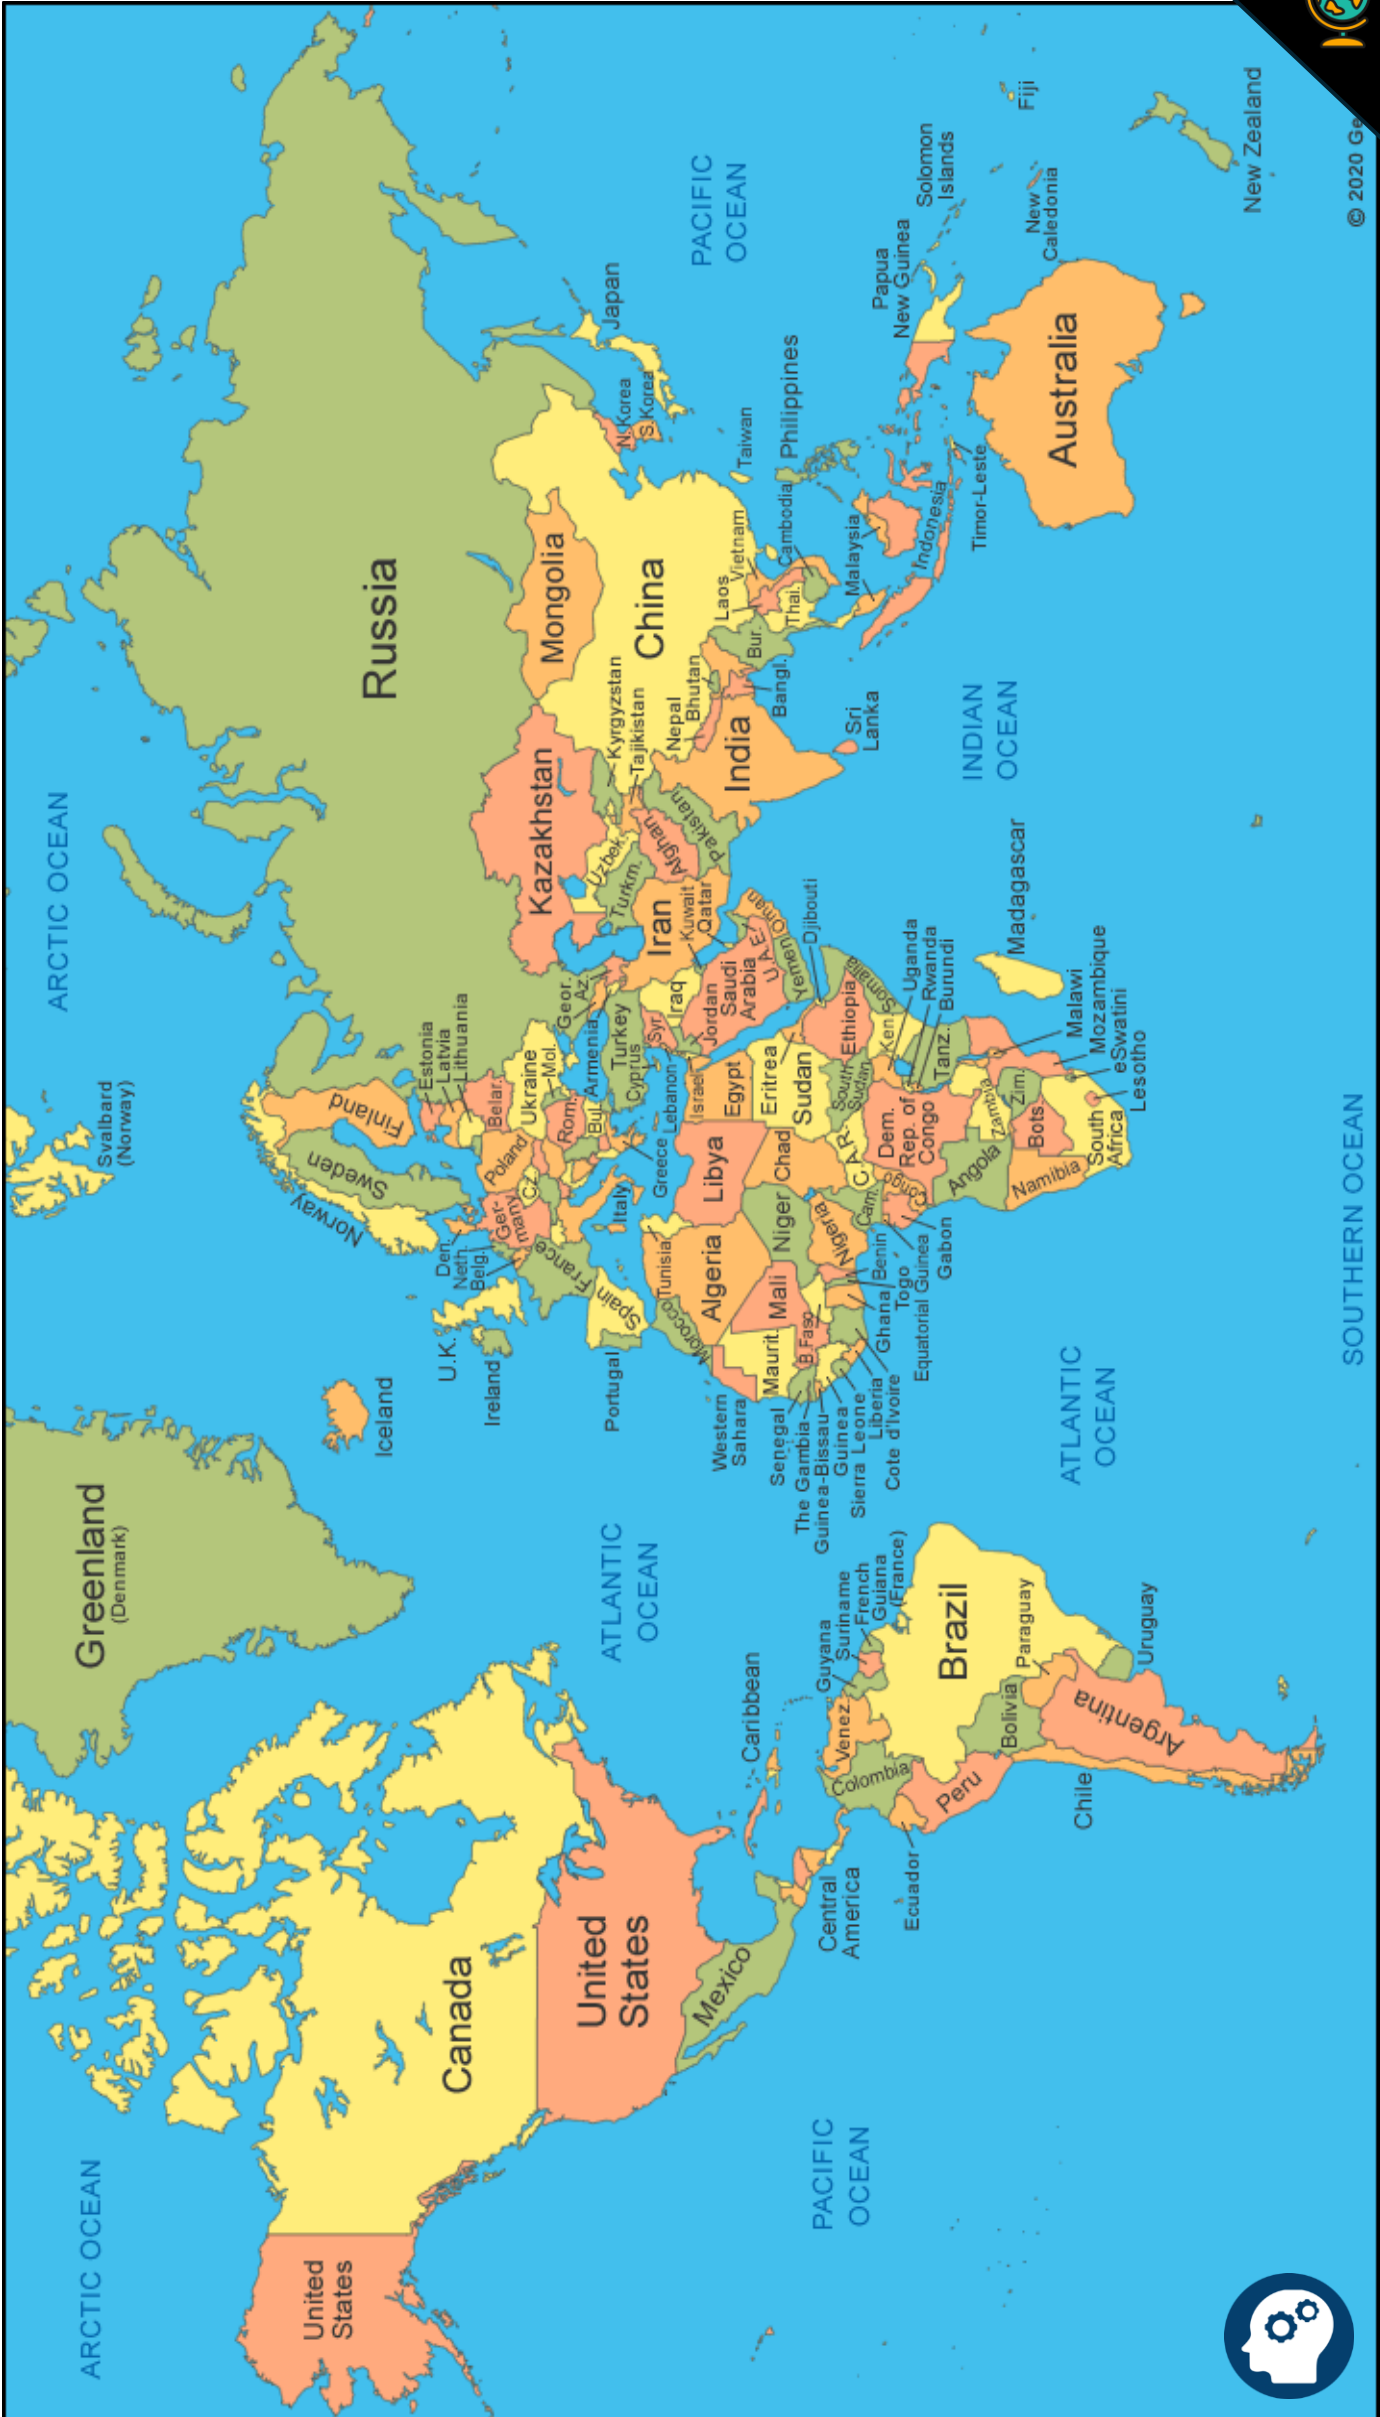 ARCTIC OCEAN
ARCTIC OCEAN
Greenland
(Denmark)
Svalbard
(Norway)
United
States
Canada
Iceland
Norway
Sweden
Finland
Russia
Estonia
Latvia
Lithuania
Den.
Neth.
Belg.
U.K.
Ireland
Ger-
many
Poland
Belar.
Ukraine
Mol.
Cz.
France
Rom.
Bul.
Spain
Portugal
Italy
Greece
Geor.
Az.
Armenia
Turkey
Cyprus
Syr.
Lebanon
Israel
Iraq
Jordan
Kazakhstan
Uzbek.
Turkm.
Kyrgyzstan
Tajikistan
Afghan
Pakistan
Iran
Kuwait
Qatar
Saudi
Arabia
U.A.E.
Oman
Yemen
Mongolia
China
N.Korea
S.Korea
Japan
Taiwan
Nepal
Bhutan
India
Bangl.
Bur.
Laos
Vietnam
Thai.
Cambodia
Philippines
Sri
Lanka
Malaysia
Indonesia
Timor-Leste
Papua
New Guinea
Solomon
Islands
Fiji
New
Caledonia
Australia
New Zealand
United
States
Mexico
ATLANTIC
OCEAN
PACIFIC
OCEAN
PACIFIC
OCEAN
Caribbean
Central
America
Venez.
Guyana
Suriname
French
Guiana
(France)
Colombia
Ecuador
Peru
Brazil
Bolivia
Paraguay
Chile
Argentina
Uruguay
Morocco
Western
Sahara
Algeria
Tunisia
Libya
Egypt
Maurit.
Mali
Niger
Chad
Sudan
Eritrea
Djibouti
Senegal
The Gambia
Guinea-Bissau
Guinea
Sierra Leone
Liberia
Cote d'Ivoire
B.Faso
Ghana
Togo
Benin
Nigeria
Cam.
Equatorial Guinea
Gabon
Congo
C.A.R.
South
Sudan
Ethiopia
Somalia
Ken.
Uganda
Rwanda
Burundi
Dem.
Rep. of
Congo
Tanz.
Angola
Zambia
Zim.
Namibia
Bots
South
Africa
Malawi
Mozambique
eSwatini
Lesotho
Madagascar
INDIAN
OCEAN
ATLANTIC
OCEAN
SOUTHERN OCEAN
© 2020 Ge